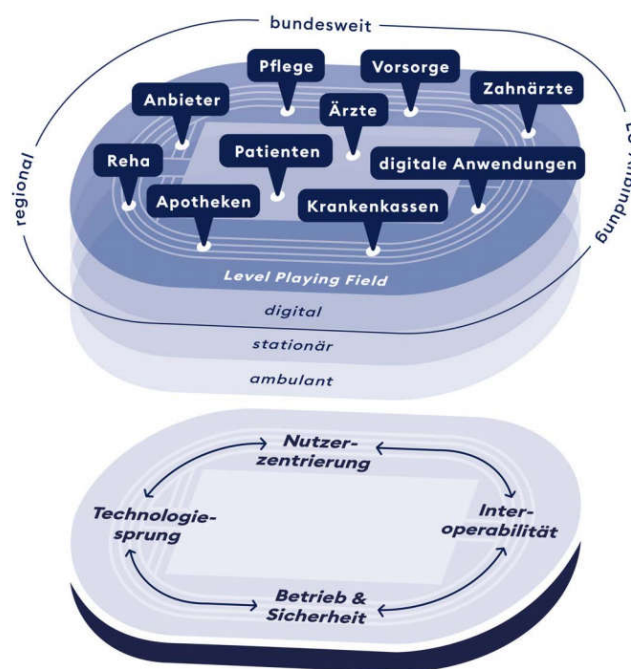 bundesweit
Pflege
Vorsorge
Zahnärzte
Anbieter
Ärzte
regional
Reha
Patienten
digitale Anwendungen
Apotheken
Krankenkassen
Level Playing Field
digital
stationär
ambulant
Nutzer-
zentrierung
Technologie-
sprung
Inter-
operabilität
Betrieb &
Sicherheit